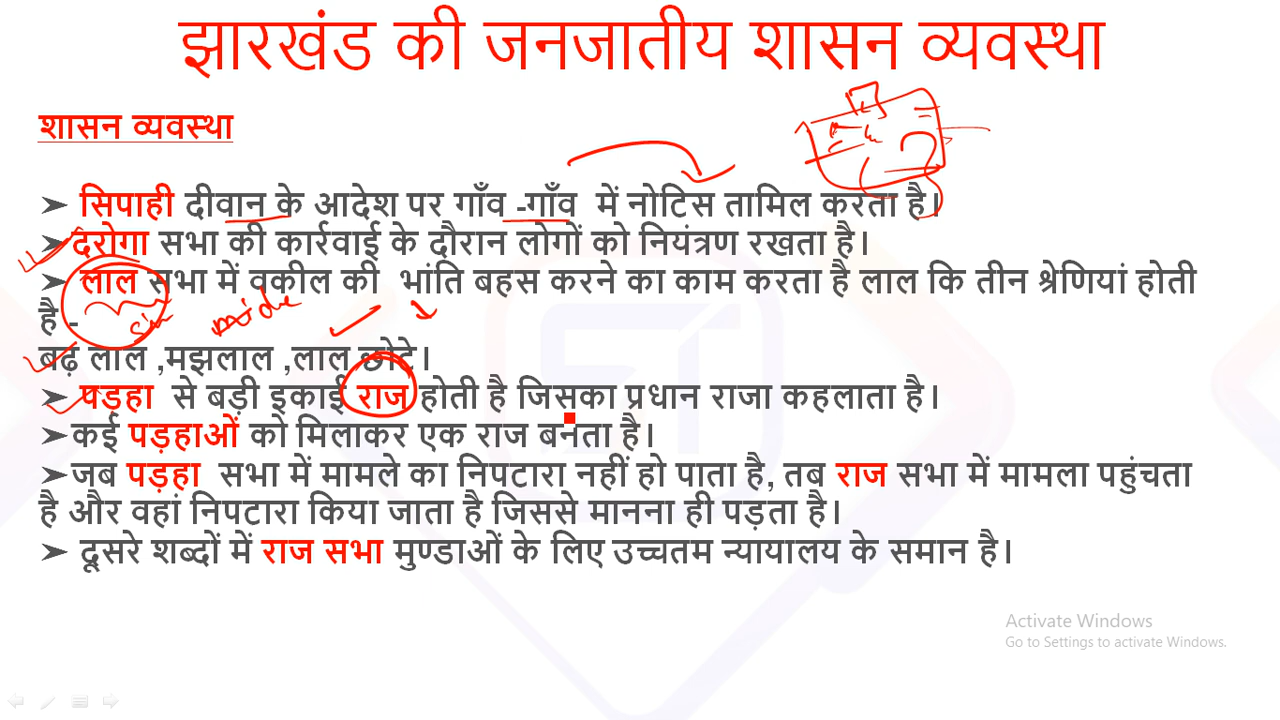 झारखंड की जनजातीय शासन व्यवस्था
शासन व्यवस्था
➤ सिपाही दीवान के आदेश पर गाँव -गाँव में नोटिस तामिल करता है।
➤ दरोगा सभा की कार्रवाई के दौरान लोगों को नियंत्रण रखता है।
➤ लाल सभा में वकील की भांति बहस करने का काम करता है लाल कि तीन श्रेणियां होती
है -
बढ़ लाल ,मझलाल ,लाल छोटे।
➤ पड़हा से बड़ी इकाई राज होती है जिसका प्रधान राजा कहलाता है।
➤कई पड़हाओं को मिलाकर एक राज बनता है।
➤जब पड़हा सभा में मामले का निपटारा नहीं हो पाता है, तब राज सभा में मामला पहुंचता
है और वहां निपटारा किया जाता है जिससे मानना ही पड़ता है।
➤ दूसरे शब्दों में राज सभा मुण्डाओं के लिए उच्चतम न्यायालय के समान है।
Activate Windows
Go to Settings to activate Windows.